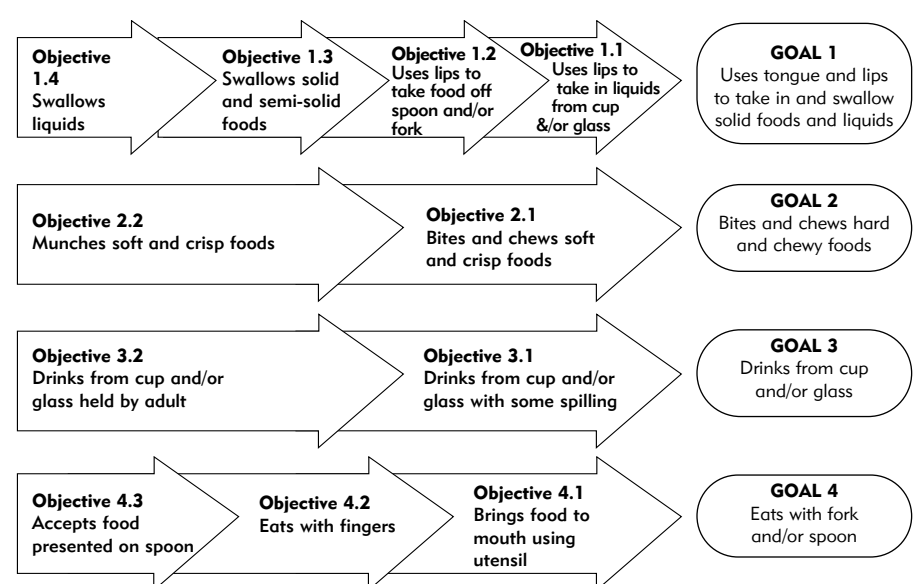 Objective
1.4
Swallows
liquids
Objective 1.3
Swallows solid
and semi-solid
foods
Objective 1.2
Uses lips to
take food off
spoon and/or
fork
Objective 1.1
Uses lips to
take in liquids
from cup
&/or glass
GOAL 1
Uses tongue and lips
to take in and swallow
solid foods and liquids
Objective 2.2
Munches soft and crisp foods
Objective 2.1
Bites and chews soft
and crisp foods
GOAL 2
Bites and chews hard
and chewy foods
Objective 3.2
Drinks from cup and/or
glass held by adult
Objective 3.1
Drinks from cup and/or
glass with some spilling
GOAL 3
Drinks from cup
and/or glass
Objective 4.3
Accepts food
presented on spoon
Objective 4.2
Eats with fingers
Objective 4.1
Brings food to
mouth using
utensil
GOAL 4
Eats with fork
and/or spoon